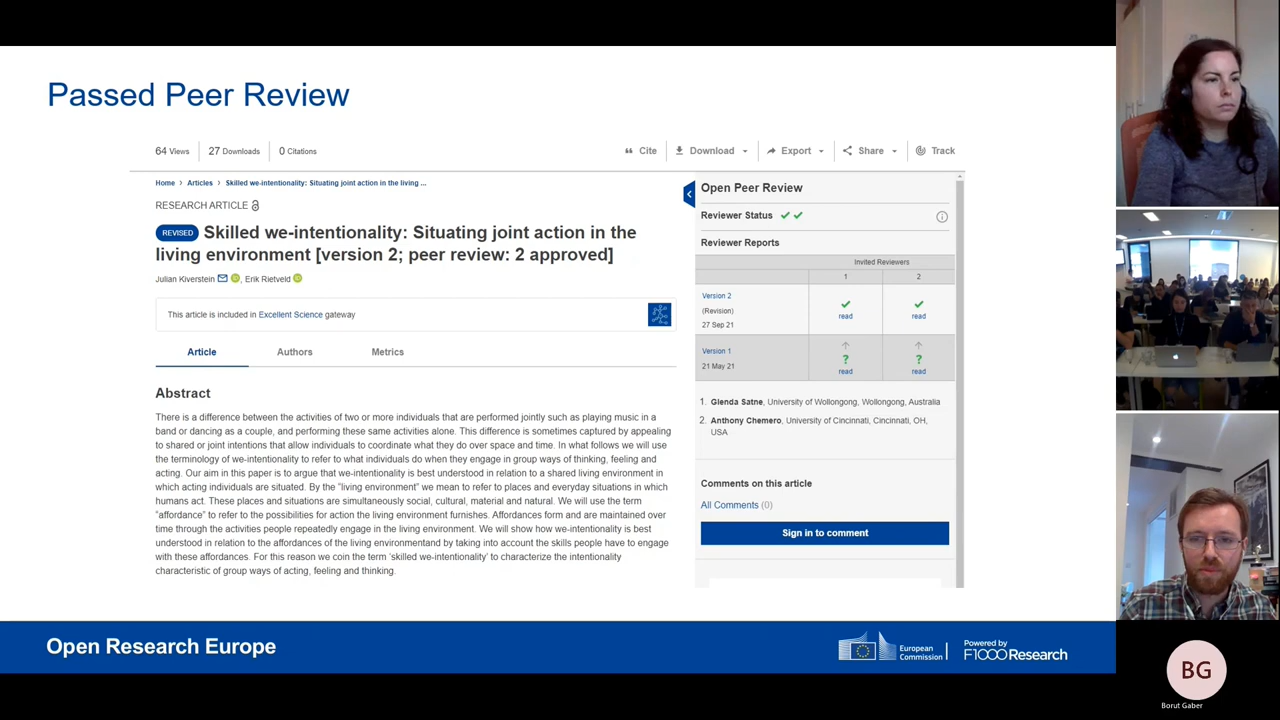 Passed Peer Review
64 Views
27 Downloads
0 Citations
Cite
Download
Export
Share
Track
Home > Articles > Skilled we-intentionality: Situating joint action in the living ...
RESEARCH ARTICLE
REVISED Skilled we-intentionality: Situating joint action in the
living environment [version 2; peer review: 2 approved]
Julian Kiverstein, Erik Rietveld
This article is included in Excellent Science gateway
Article
Authors
Metrics
Abstract
There is a difference between the activities of two or more individuals that are performed jointly such as playing music in a
band or dancing as a couple, and performing these same activities alone. This difference is sometimes captured by appealing
to shared or joint intentions that allow individuals to coordinate what they do over space and time. In what follows we will use
the terminology of we-intentionality to refer to what individuals do when they engage in group ways of thinking, feeling and
acting. Our aim in this paper is to argue that we-intentionality is best understood in relation to a shared living environment in
which acting individuals are situated. By the "living environment" we mean to refer to places and everyday situations in which
humans act. These places and situations are simultaneously social, cultural, material and natural. We will use the term
"affordance" to refer to the possibilities for action the living environment furnishes. Affordances form and are maintained over
time through the activities people repeatedly engage in the living environment. We will show how we-intentionality is best
understood in relation to the affordances of the living environmentand by taking into account the skills people have to engage
with these affordances. For this reason we coin the term 'skilled we-intentionality' to characterize the intentionality
characteristic of group ways of acting, feeling and thinking.
Open Peer Review
Reviewer Status
Reviewer Reports
Invited Reviewers
1 2
Version 2
(Revision)
27 Sep 21
read read
Version 1
21 May 21
? ?
read read
1. Glenda Satne, University of Wollongong, Wollongong, Australia
2. Anthony Chemero, University of Cincinnati, Cincinnati, OH,
USA
Comments on this article
All Comments (0)
Sign in to comment
Open Research Europe
European
Commission
Powered by
F1000Research
BG
Borut Gaber